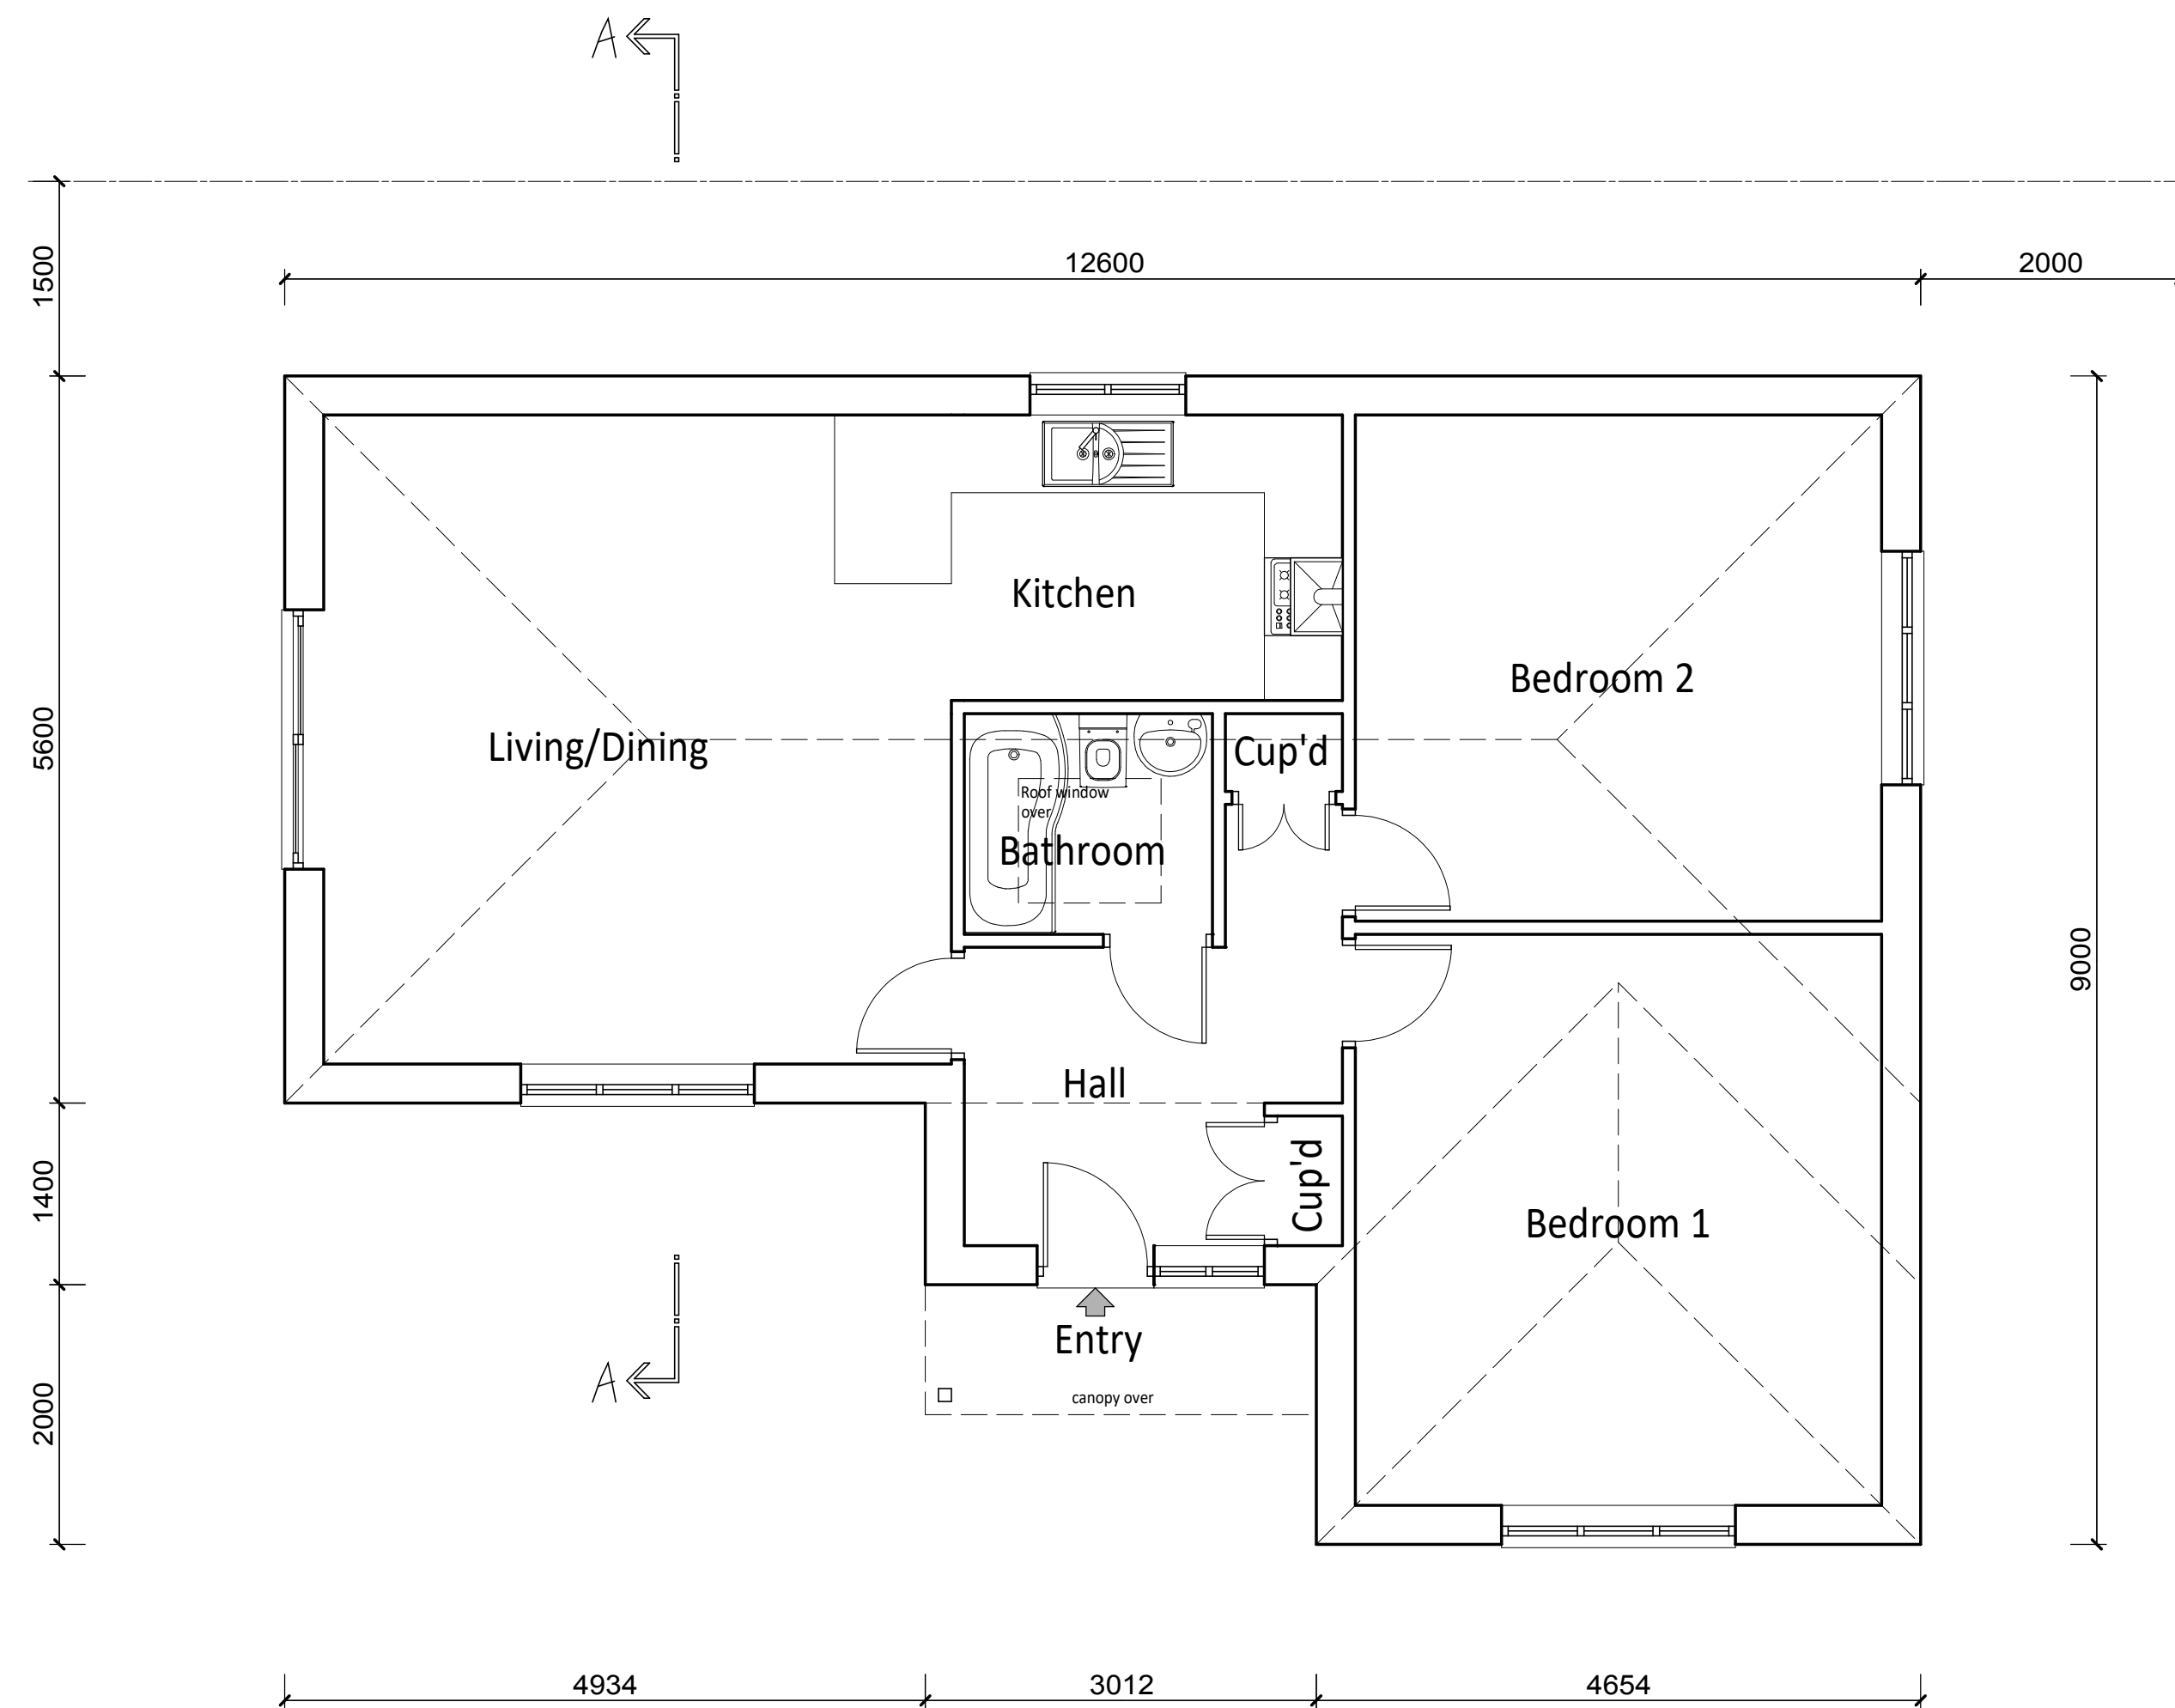 A
1500
12600
2000
Kitchen
Bedroom 2
5600
Living/Dining
Cup'd
Roof window
over
Bathroom
9000
Hall
1400
Cup'd
Bedroom 1
Entry
A
canopy over
2000
4934
3012
4654